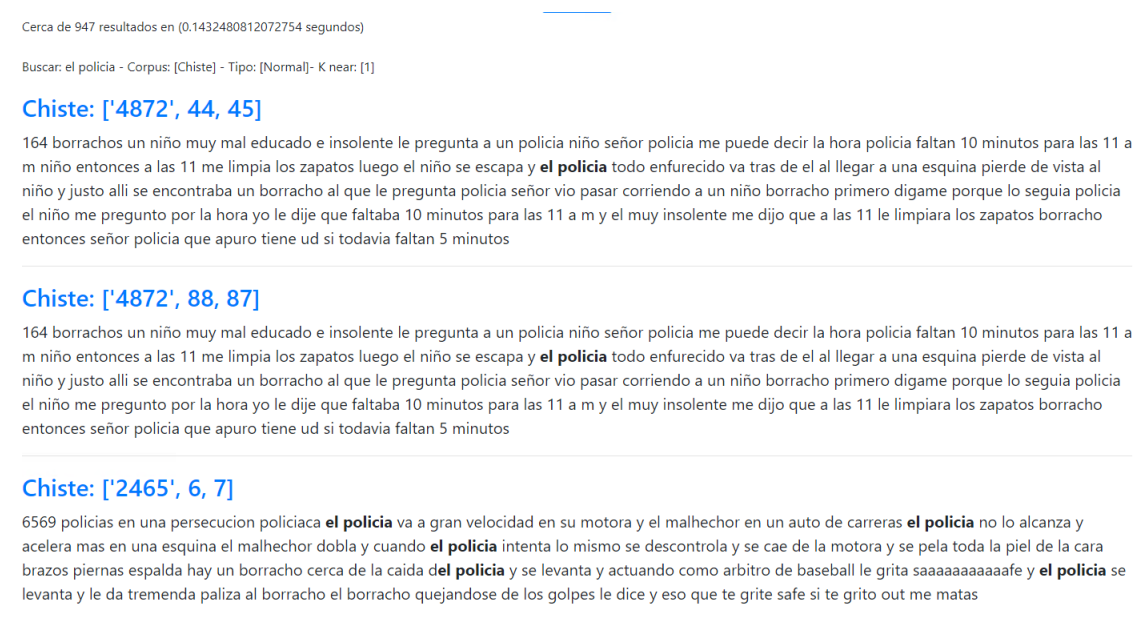 Cerca de 947 resultados en (0.1432480812072754 segundos)
Buscar: el policia - Corpus: [Chiste] - Tipo: [Normal]- K near: [1]
Chiste: ['4872', 44, 45]
164 borrachos un niño muy mal educado e insolente le pregunta a un policia niño señor policia me puede decir la hora policia faltan 10 minutos para las 11 a
m niño entonces a las 11 me limpia los zapatos luego el niño se escapa y el policia todo enfurecido va tras de el al llegar a una esquina pierde de vista al
niño y justo alli se encontraba un borracho al que le pregunta policia señor vio pasar corriendo a un niño borracho primero digame porque lo seguia policia
el niño me pregunto por la hora yo le dije que faltaba 10 minutos para las 11 a m y el muy insolente me dijo que a las 11 le limpiara los zapatos borracho
entonces señor policia que apuro tiene ud si todavia faltan 5 minutos
Chiste: ['4872', 88, 87]
164 borrachos un niño muy mal educado e insolente le pregunta a un policia niño señor policia me puede decir la hora policia faltan 10 minutos para las 11 a
m niño entonces a las 11 me limpia los zapatos luego el niño se escapa y el policia todo enfurecido va tras de el al llegar a una esquina pierde de vista al
niño y justo alli se encontraba un borracho al que le pregunta policia señor vio pasar corriendo a un niño borracho primero digame porque lo seguia policia
el niño me pregunto por la hora yo le dije que faltaba 10 minutos para las 11 a m y el muy insolente me dijo que a las 11 le limpiara los zapatos borracho
entonces señor policia que apuro tiene ud si todavia faltan 5 minutos
Chiste: ['2465', 6, 7]
6569 policias en una persecucion policiaca el policia va a gran velocidad en su motora y el malhechor en un auto de carreras el policia no lo alcanza y
acelera mas en una esquina el malhechor dobla y cuando el policia intenta lo mismo se descontrola y se cae de la motora y se pela toda la piel de la cara
brazos piernas espalda hay un borracho cerca de la caida del policia y se levanta y actuando como arbitro de baseball le grita saaaaaaaaaaafe y el policia se
levanta y le da tremenda paliza al borracho el borracho quejandose de los golpes le dice y eso que te grite safe si te grito out me matas